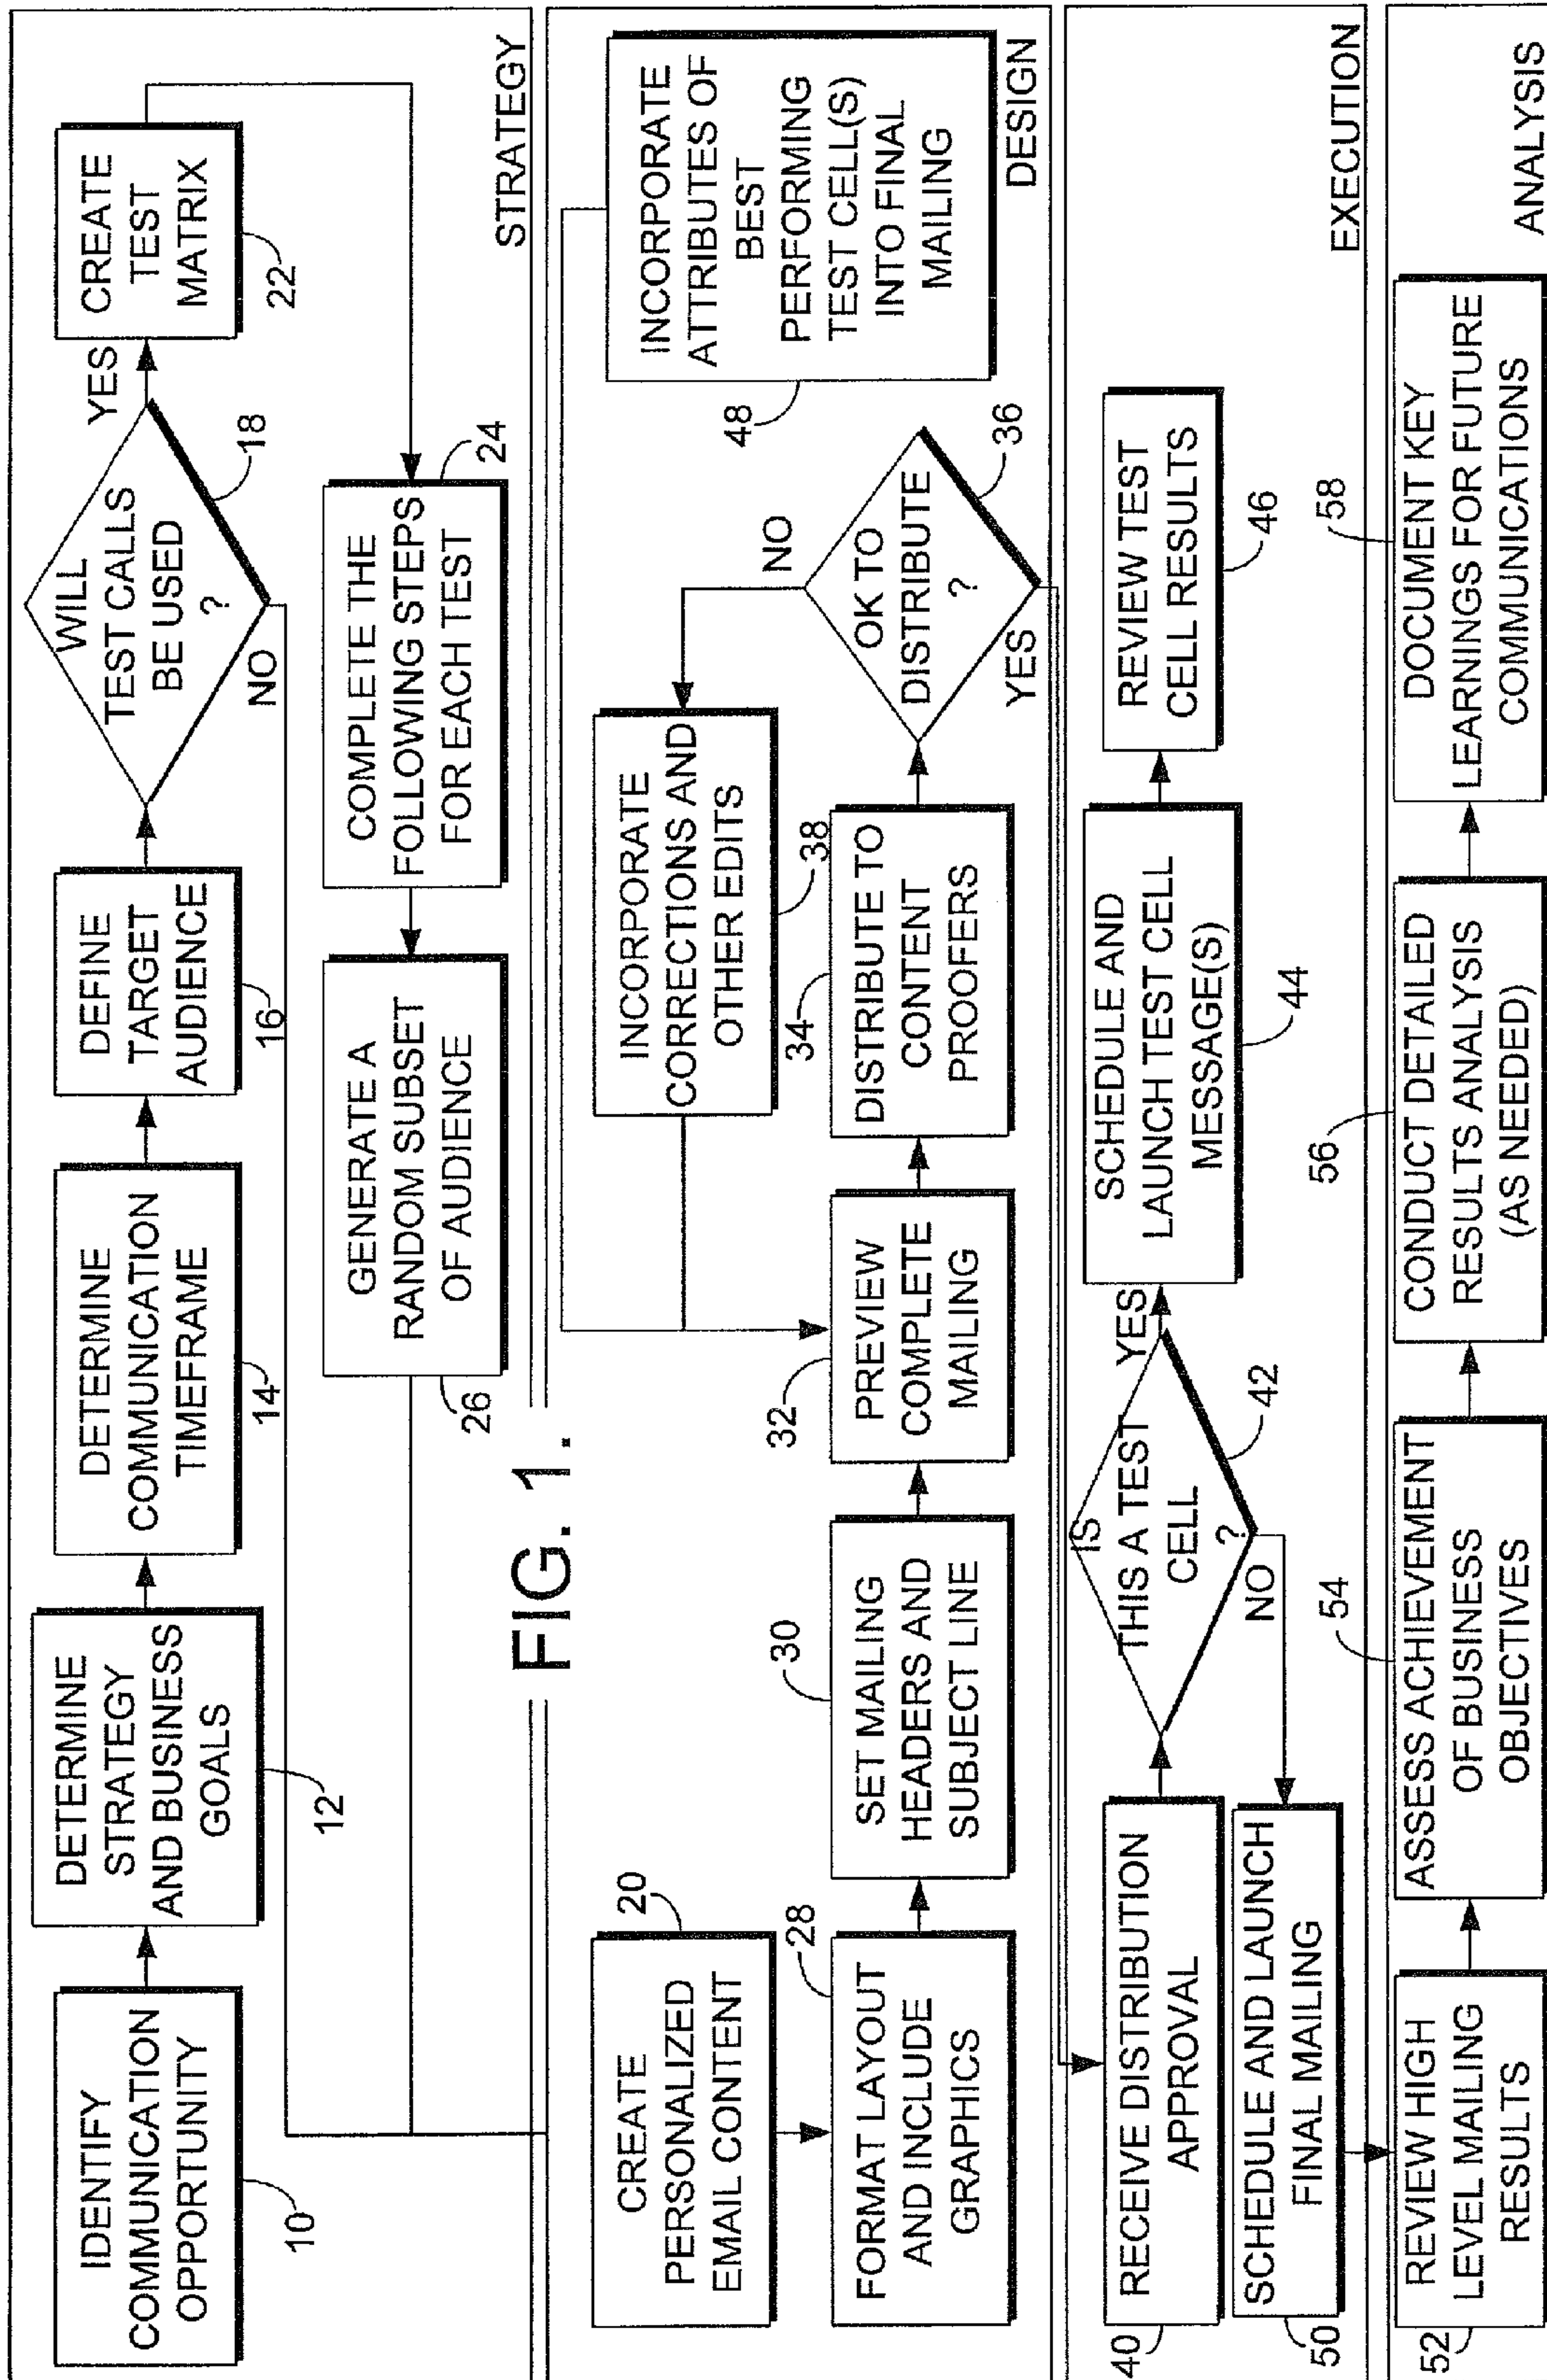 IDENTIFY
COMMUNICATION
OPPORTUNITY
10
DETERMINE
STRATEGY
AND BUSINESS
GOALS
12
DETERMINE
COMMUNICATION
TIMEFRAME
14
DEFINE
TARGET
AUDIENCE
16
WILL
TEST CALLS
BE USED
?
18
YES
NO
CREATE
TEST
MATRIX
22
COMPLETE THE
FOLLOWING STEPS
FOR EACH TEST
24
GENERATE A
RANDOM SUBSET
OF AUDIENCE
26
STRATEGY
FIG. 1.
CREATE
PERSONALIZED
EMAIL CONTENT
20
FORMAT LAYOUT
AND INCLUDE
GRAPHICS
28
SET MAILING
HEADERS AND
SUBJECT LINE
30
PREVIEW
COMPLETE
MAILING
32
DISTRIBUTE TO
CONTENT
PROOFERS
34
INCORPORATE
CORRECTIONS AND
OTHER EDITS
38
OK TO
DISTRIBUTE
?
36
NO
YES
INCORPORATE
ATTRIBUTES OF
BEST
PERFORMING
TEST CELL(S)
INTO FINAL
MAILING
48
DESIGN
RECEIVE DISTRIBUTION
APPROVAL
40
IS
THIS A TEST
CELL
?
42
YES
NO
SCHEDULE AND
LAUNCH TEST CELL
MESSAGE(S)
44
REVIEW TEST
CELL RESULTS
46
SCHEDULE AND LAUNCH
FINAL MAILING
50
EXECUTION
REVIEW HIGH
LEVEL MAILING
RESULTS
52
ASSESS ACHIEVEMENT
OF BUSINESS
OBJECTIVES
54
CONDUCT DETAILED
RESULTS ANALYSIS
(AS NEEDED)
56
DOCUMENT KEY
LEARNINGS FOR FUTURE
COMMUNICATIONS
58
ANALYSIS